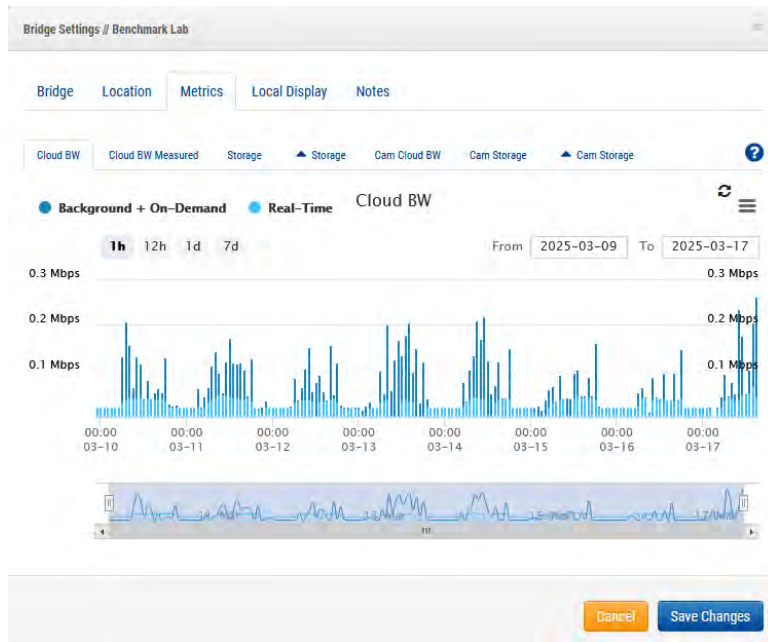 Bridge Settings // Benchmark Lab
Bridge Location Metrics Local Display Notes
Cloud BW Cloud BW Measured Storage ▲ Storage Cam Cloud BW Cam Storage ▲ Cam Storage ?
Background + On-Demand Real-Time Cloud BW
1h 12h 1d 7d From 2025-03-09 To 2025-03-17
0.3 Mbps 0.3 Mbps
0.2 Mbps 0.2 Mbps
0.1 Mbps 0.1 Mbps
00:00 00:00 00:00 00:00 00:00 00:00 00:00 00:00
03-10 03-11 03-12 03-13 03-14 03-15 03-16 03-17
Cancel Save Changes